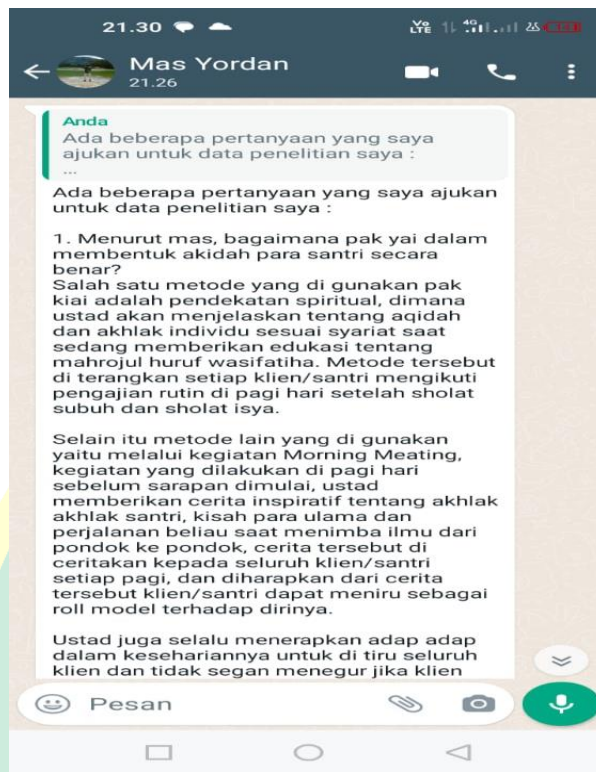 21.30
Vo LTE 4G
Mas Yordan
21.26
Anda
Ada beberapa pertanyaan yang saya
ajukan untuk data penelitian saya :
...
Ada beberapa pertanyaan yang saya ajukan
untuk data penelitian saya :
1. Menurut mas, bagaimana pak yai dalam
membentuk akidah para santri secara
benar?
Salah satu metode yang di gunakan pak
kiai adalah pendekatan spiritual, dimana
ustad akan menjelaskan tentang aqidah
dan akhlak individu sesuai syariat saat
sedang memberikan edukasi tentang
mahrojul huruf wasifatiha. Metode tersebut
di terangkan setiap klien/santri mengikuti
pengajian rutin di pagi hari setelah sholat
subuh dan sholat isya.
Selain itu metode lain yang di gunakan
yaitu melalui kegiatan Morning Meating,
kegiatan yang dilakukan di pagi hari
sebelum sarapan dimulai, ustad
memberikan cerita inspiratif tentang akhlak
akhlak santri, kisah para ulama dan
perjalanan beliau saat menimba ilmu dari
pondok ke pondok, cerita tersebut di
ceritakan kepada seluruh klien/santri
setiap pagi, dan diharapkan dari cerita
tersebut klien/santri dapat meniru sebagai
roll model terhadap dirinya.
Ustad juga selalu menerapkan adap adap
dalam kesehariannya untuk di tiru seluruh
klien dan tidak segan menegur jika klien
Pesan